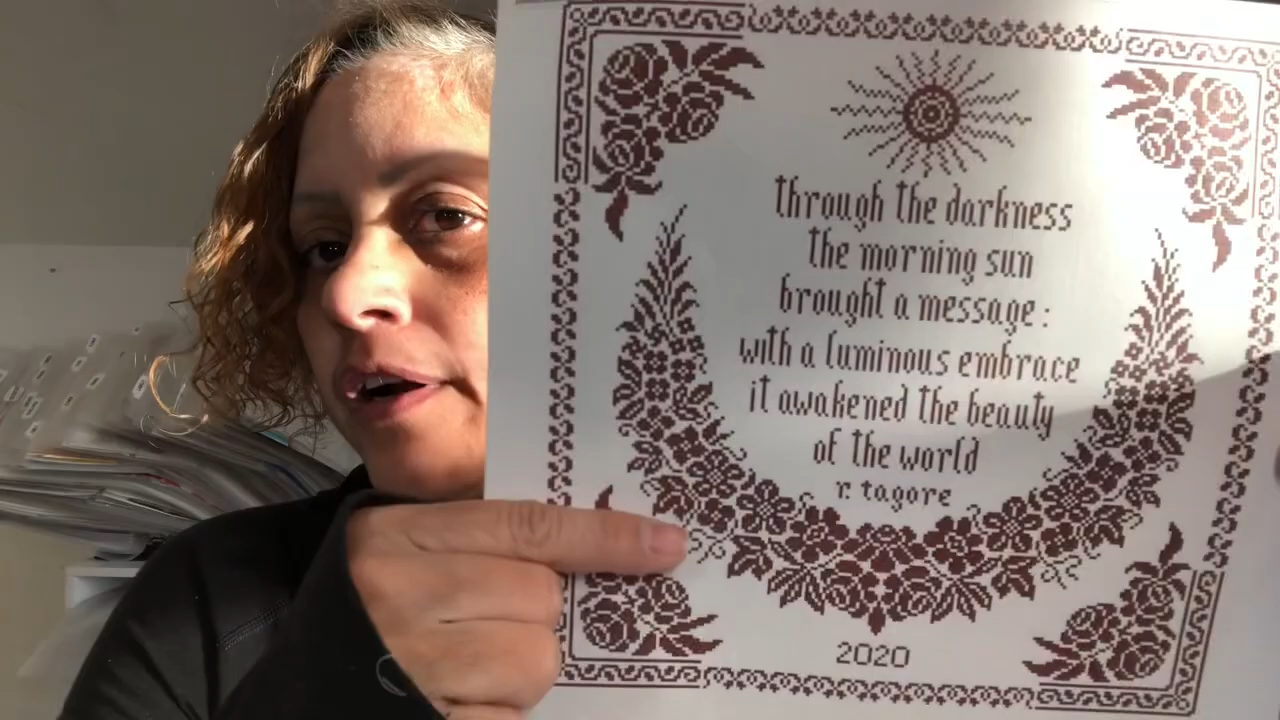 through the darkness
the morning sun
brought a message:
with a luminous embrace
it awakened the beauty
of the world
r. tagore
2020